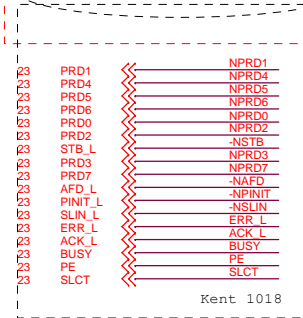 NPRD1
23 PRD1 NPRD4
23 PRD4 NPRD5
23 PRD5 NPRD6
23 PRD6 NPRD0
23 PRD0 NPRD2
23 PRD2 -NSTB
23 STB_L NPRD3
23 PRD3 NPRD7
23 PRD7 -NAFD
23 AFD_L -NPINIT
23 PINIT_L -NSLIN
23 SLIN_L ERR_L
23 ERR_L ACK_L
23 ACK_L BUSY
23 BUSY PE
23 PE SLCT
23 SLCT
Kent 1018